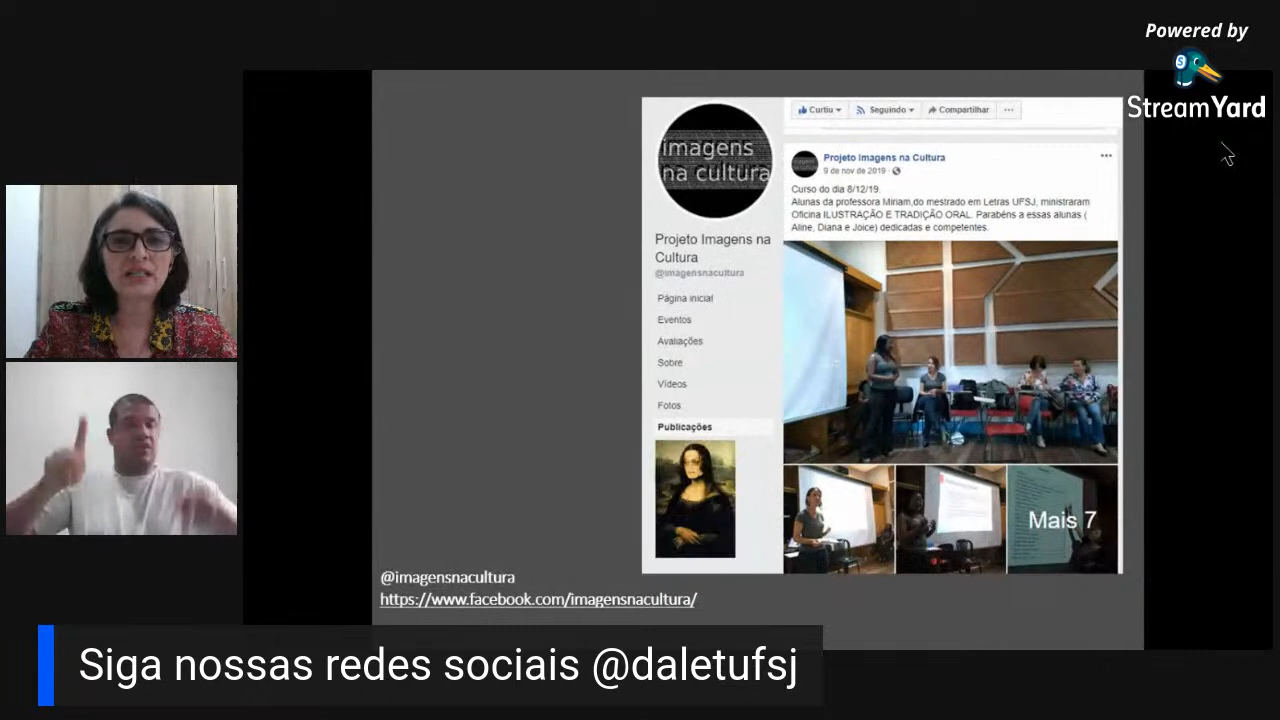 Powered by
StreamYard
imagens
na cultura
Projeto Imagens na
Cultura
@imagensnacultura
Página inicial
Eventos
Avaliações
Sobre
Vídeos
Fotos
Publicações
Curtiu
Seguindo
Compartilhar
Projeto Imagens na Cultura
9 de nov de 2019
Curso do dia 8/12/19.
Alunas da professora Miriam,do mestrado em Letras UFSJ, ministraram
Oficina ILUSTRAÇÃO E TRADIÇÃO ORAL. Parabéns a essas alunas (
Aline, Diana e Joice) dedicadas e competentes.
Mais 7
@imagensnacultura
https://www.facebook.com/imagensnacultura/
Siga nossas redes sociais @daletufsj